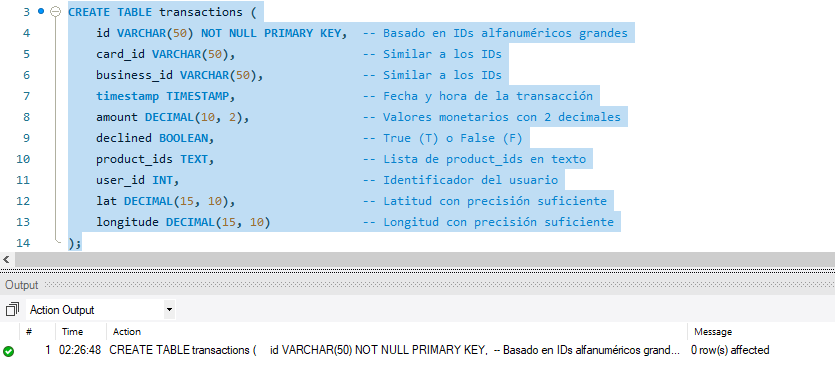 3 CREATE TABLE transactions (
4 id VARCHAR(50) NOT NULL PRIMARY KEY, -- Basado en IDs alfanuméricos grandes
5 card_id VARCHAR(50), -- Similar a los IDs
6 business_id VARCHAR(50), -- Similar a los IDs
7 timestamp TIMESTAMP, -- Fecha y hora de la transacción
8 amount DECIMAL(10, 2), -- Valores monetarios con 2 decimales
9 declined BOOLEAN, -- True (T) o False (F)
10 product_ids TEXT, -- Lista de product_ids en texto
11 user_id INT, -- Identificador del usuario
12 lat DECIMAL(15, 10), -- Latitud con precisión suficiente
13 longitude DECIMAL(15, 10) -- Longitud con precisión suficiente
14 );
Output
Action Output
# Time Action Message
1 02:26:48 CREATE TABLE transactions ( id VARCHAR(50) NOT NULL PRIMARY KEY, -- Basado en IDs alfanuméricos grand... 0 row(s) affected